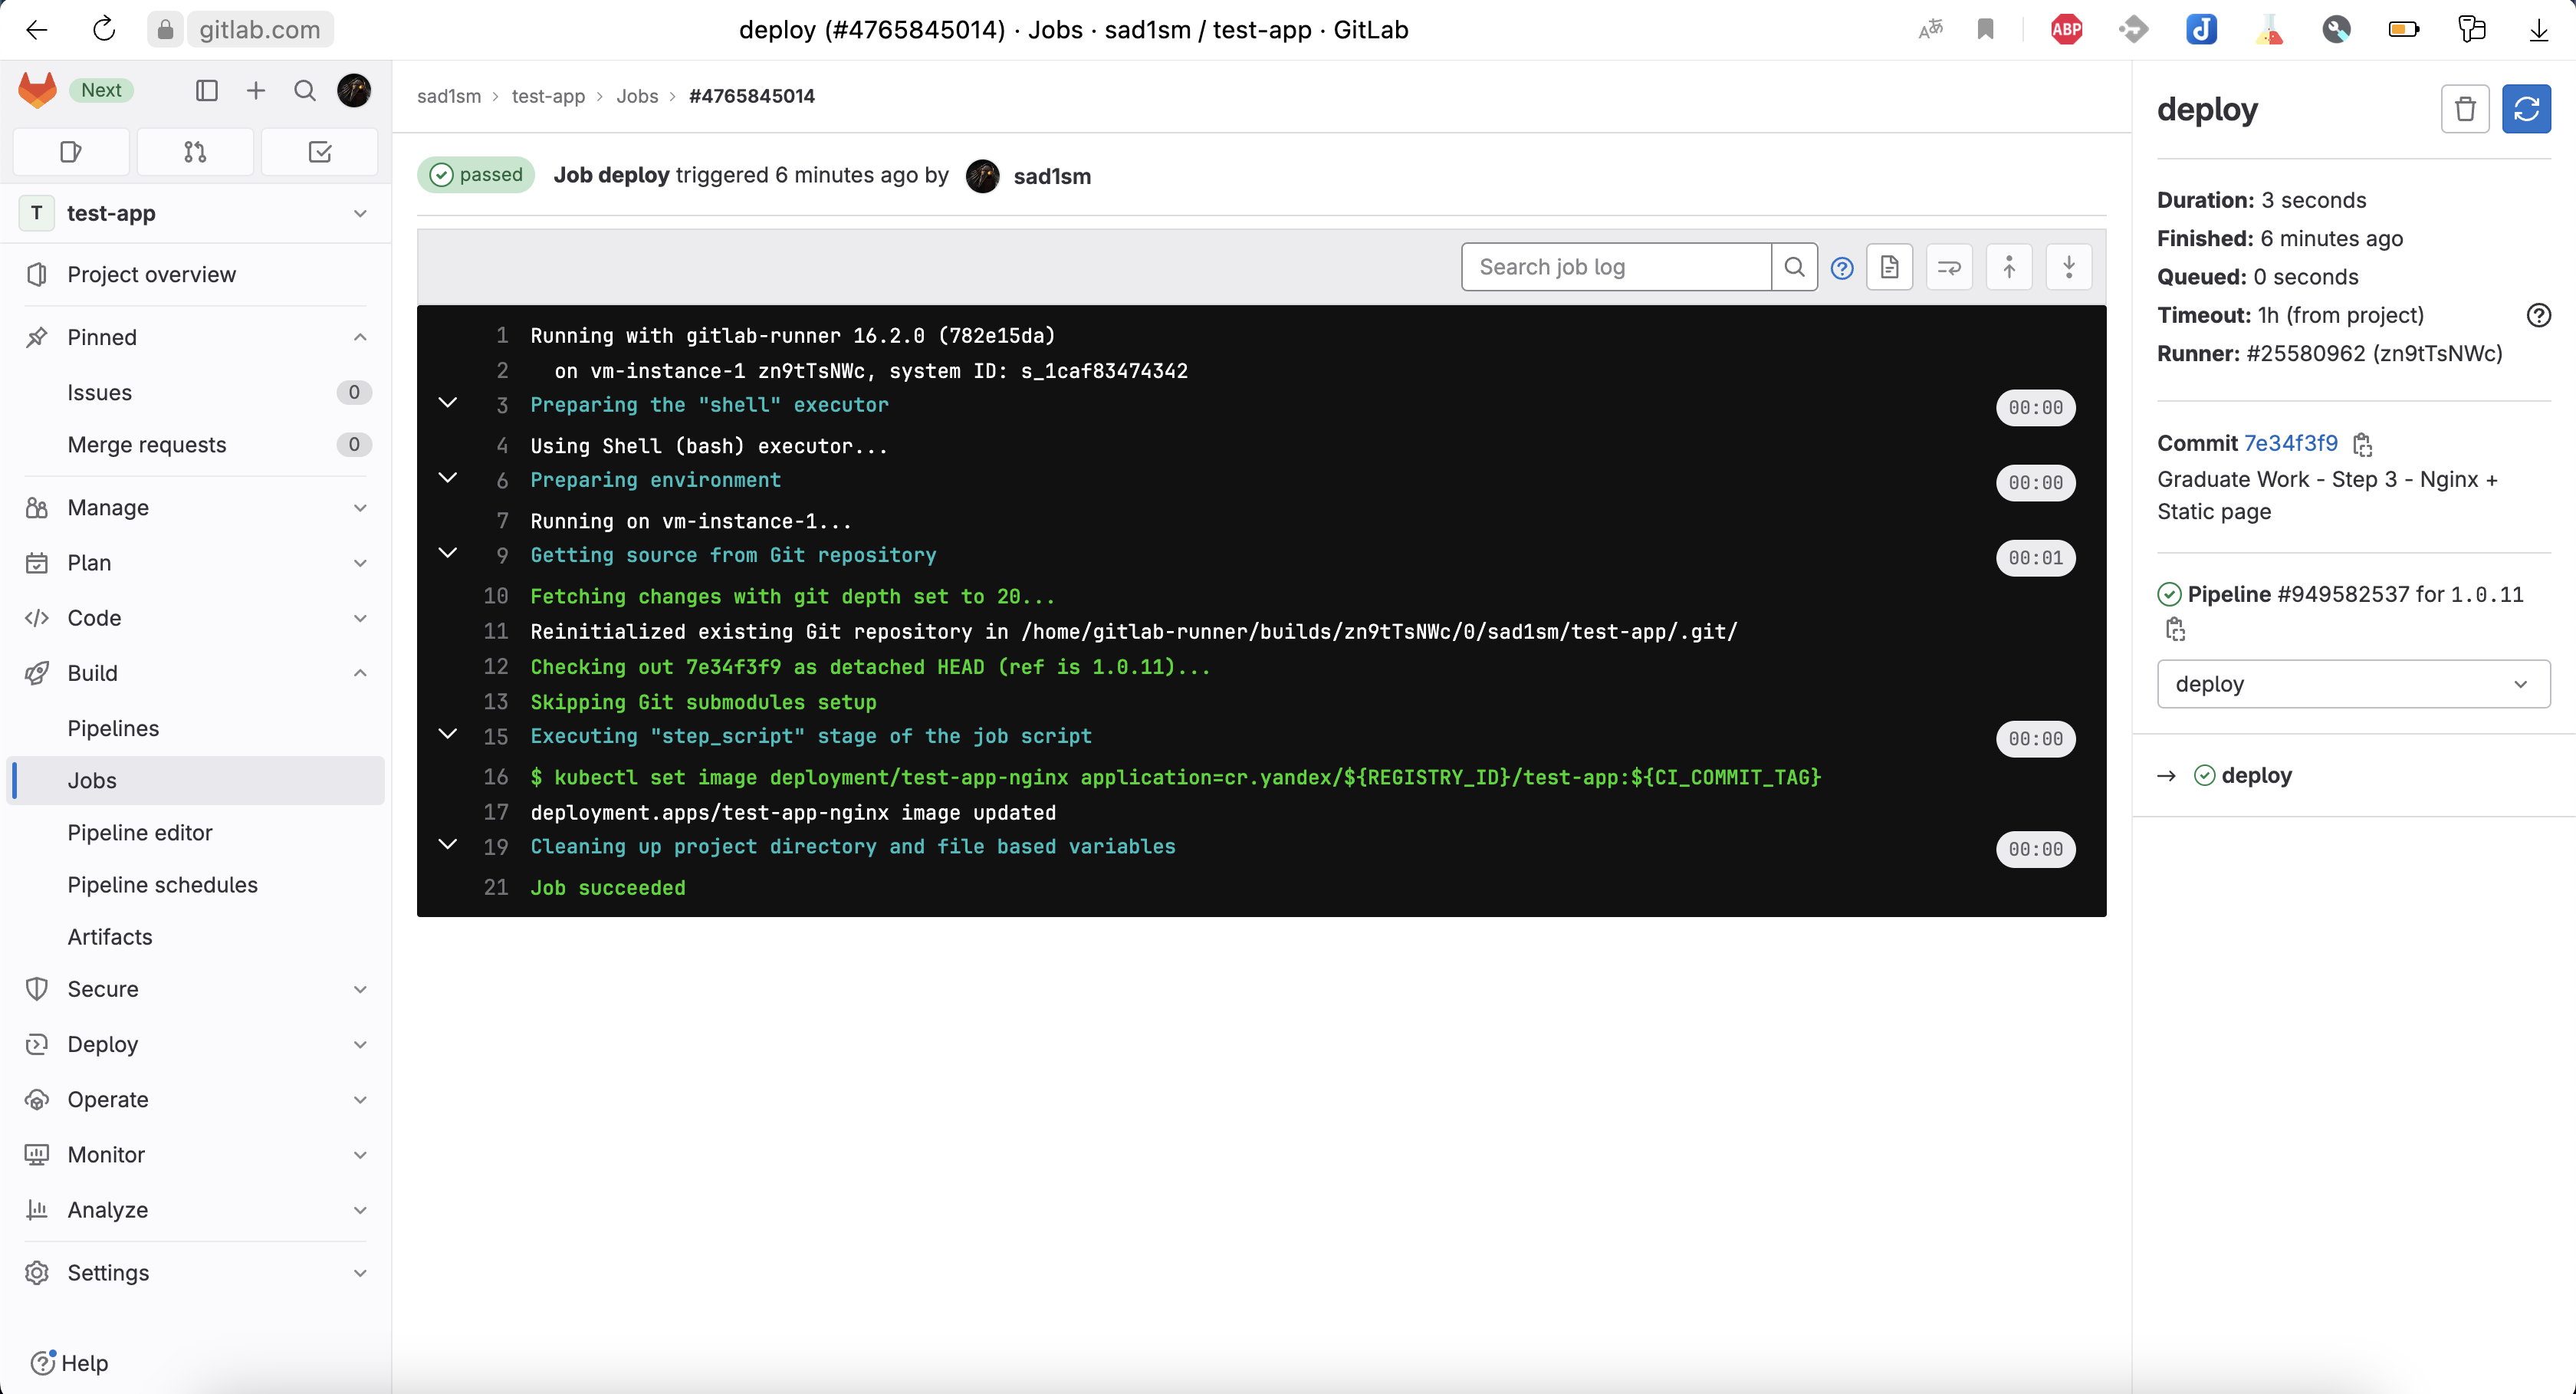 gitlab.com
deploy (#4765845014) · Jobs · sad1sm / test-app · GitLab
ABP
Next
T
test-app
Project overview
Pinned
Issues 0
Merge requests 0
Manage
Plan
Code
Build
Pipelines
Jobs
Pipeline editor
Pipeline schedules
Artifacts
Secure
Deploy
Operate
Monitor
Analyze
Settings
Help
sad1sm > test-app > Jobs > #4765845014
passed Job deploy triggered 6 minutes ago by sad1sm
Search job log
1 Running with gitlab-runner 16.2.0 (782e15da)
2 on vm-instance-1 zn9tTsNWc, system ID: s_1caf83474342
3 Preparing the "shell" executor 00:00
4 Using Shell (bash) executor...
6 Preparing environment 00:00
7 Running on vm-instance-1...
9 Getting source from Git repository 00:01
10 Fetching changes with git depth set to 20...
11 Reinitialized existing Git repository in /home/gitlab-runner/builds/zn9tTsNWc/0/sad1sm/test-app/.git/
12 Checking out 7e34f3f9 as detached HEAD (ref is 1.0.11)...
13 Skipping Git submodules setup
15 Executing "step_script" stage of the job script 00:00
16 $ kubectl set image deployment/test-app-nginx application=cr.yandex/${REGISTRY_ID}/test-app:${CI_COMMIT_TAG}
17 deployment.apps/test-app-nginx image updated
19 Cleaning up project directory and file based variables 00:00
21 Job succeeded
deploy
Duration: 3 seconds
Finished: 6 minutes ago
Queued: 0 seconds
Timeout: 1h (from project)
Runner: #25580962 (zn9tTsNWc)
Commit 7e34f3f9
Graduate Work - Step 3 - Nginx +
Static page
Pipeline #949582537 for 1.0.11
deploy
→ deploy